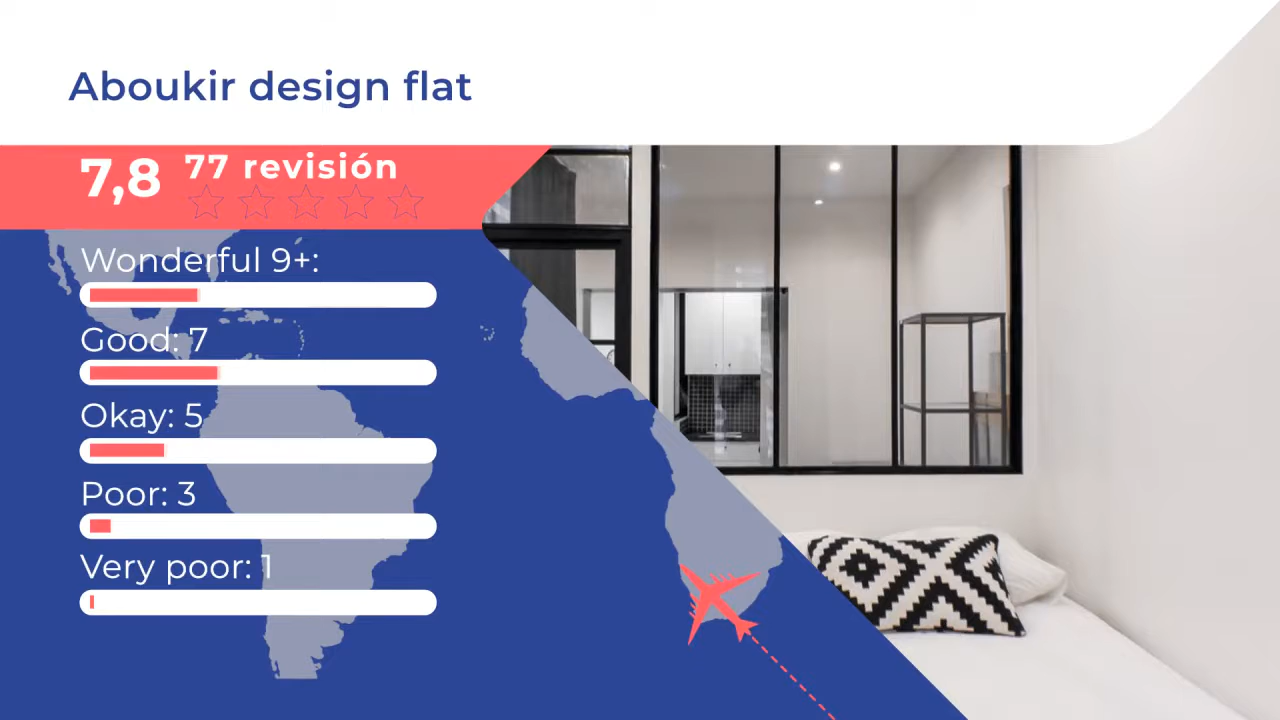 Aboukir design flat
7,8
77 revisión
Wonderful 9+:
Good: 7
Okay: 5
Poor: 3
Very poor: 1